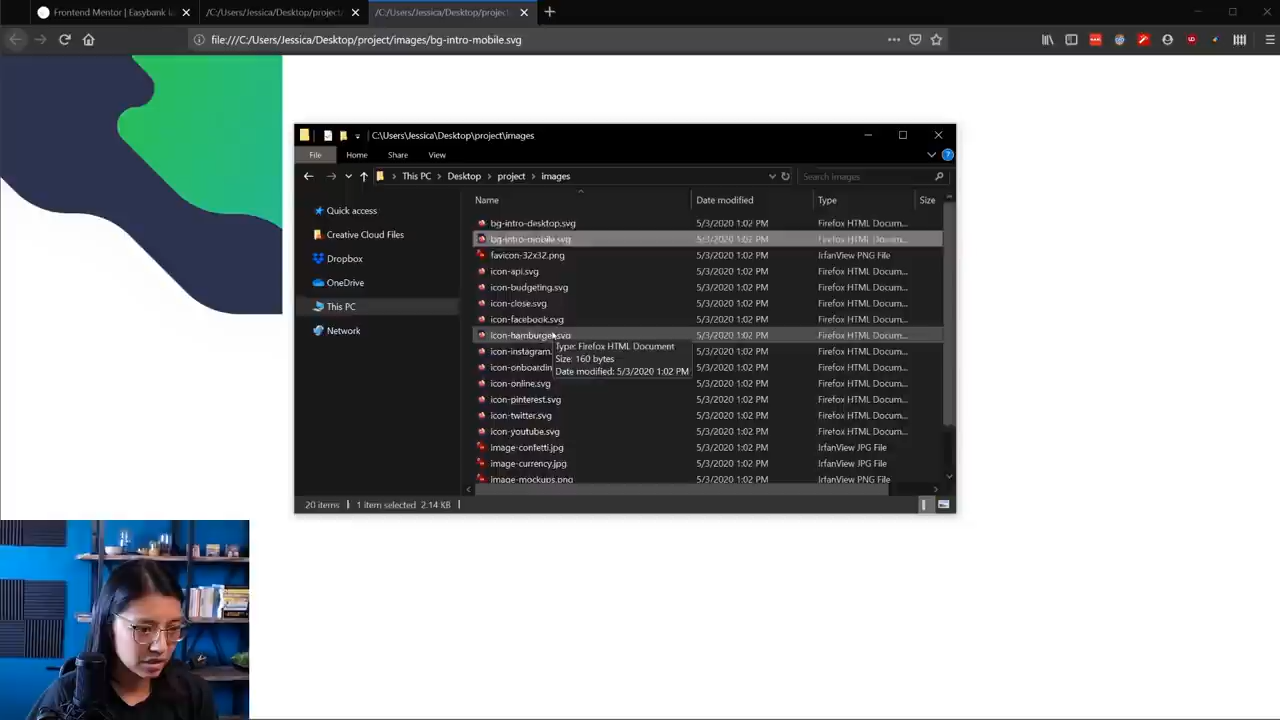 Frontend Mentor | Easybank l
/C:/Users/Jessica/Desktop/project/
/C:/Users/Jessica/Desktop/project/
file:///C:/Users/Jessica/Desktop/project/images/bg-intro-mobile.svg
C:\Users\Jessica\Desktop\project\images
File Home Share View
This PC Desktop project images
Search images
Name Date modified Type Size
Quick access
Creative Cloud Files
Dropbox
OneDrive
This PC
Network
bg-intro-desktop.svg 5/3/2020 1:02 PM Firefox HTML Docum...
bg-intro-mobile.svg 5/3/2020 1:02 PM Firefox HTML Docum...
favicon-32x32.png 5/3/2020 1:02 PM IrfanView PNG File
icon-api.svg 5/3/2020 1:02 PM Firefox HTML Docum...
icon-budgeting.svg 5/3/2020 1:02 PM Firefox HTML Docum...
icon-close.svg 5/3/2020 1:02 PM Firefox HTML Docum...
icon-facebook.svg 5/3/2020 1:02 PM Firefox HTML Docum...
icon-hamburger.svg 5/3/2020 1:02 PM Firefox HTML Docum...
icon-instagram. 5/3/2020 1:02 PM Firefox HTML Docum...
icon-onboardin 5/3/2020 1:02 PM Firefox HTML Docum...
icon-online.svg 5/3/2020 1:02 PM Firefox HTML Docum...
icon-pinterest.svg 5/3/2020 1:02 PM Firefox HTML Docum...
icon-twitter.svg 5/3/2020 1:02 PM Firefox HTML Docum...
icon-youtube.svg 5/3/2020 1:02 PM Firefox HTML Docum...
image-confetti.jpg 5/3/2020 1:02 PM IrfanView JPG File
image-currency.jpg 5/3/2020 1:02 PM IrfanView JPG File
image-mockups.png 5/3/2020 1:02 PM IrfanView PNG File
Type: Firefox HTML Document
Size: 160 bytes
Date modified: 5/3/2020 1:02 PM
20 items 1 item selected 2.14 KB